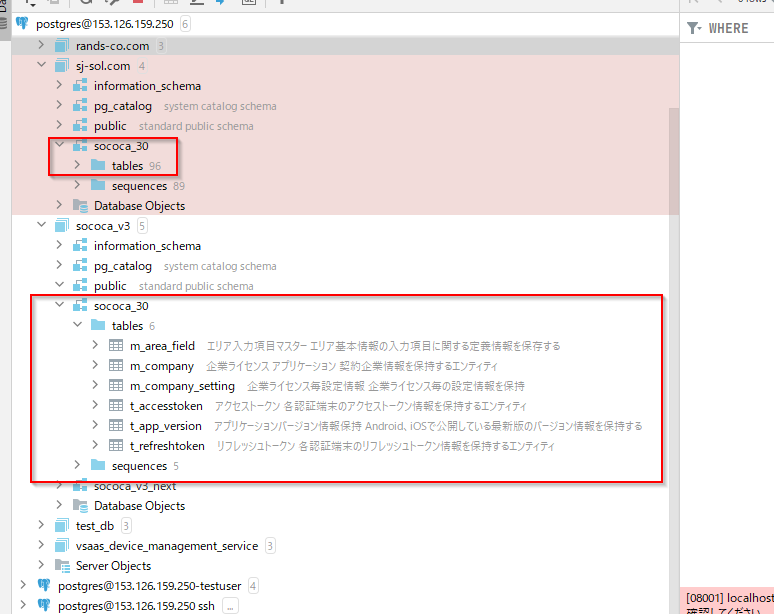 postgres@153.126.159.250 6
WHERE
rands-co.com 3
sj-sol.com 4
information_schema
pg_catalog system catalog schema
public standard public schema
sococa_30
tables 96
sequences 89
Database Objects
sococa_v3 5
information_schema
pg_catalog system catalog schema
public standard public schema
sococa_30
tables 6
m_area_field エリア入力項目マスター エリア基本情報の入力項目に関する定義情報を保存する
m_company 企業ライセンス アプリケーション 契約企業情報を保持するエンティティ
m_company_setting 企業ライセンス毎設定情報 企業ライセンス毎の設定情報を保持
t_accesstoken アクセストークン 各認証端末のアクセストークン情報を保持するエンティティ
t_app_version アプリケーションバージョン情報保持 Android、iOSで公開している最新版のバージョン情報を保持する
t_refreshtoken リフレッシュトークン 各認証端末のリフレッシュトークン情報を保持するエンティティ
sequences 5
sococa_v3_next
Database Objects
test_db 3
vsaas_device_management_service 3
Server Objects
postgres@153.126.159.250-testuser 4
[08001] localhost
postgres@153.126.159.250 ssh ...
確認してください